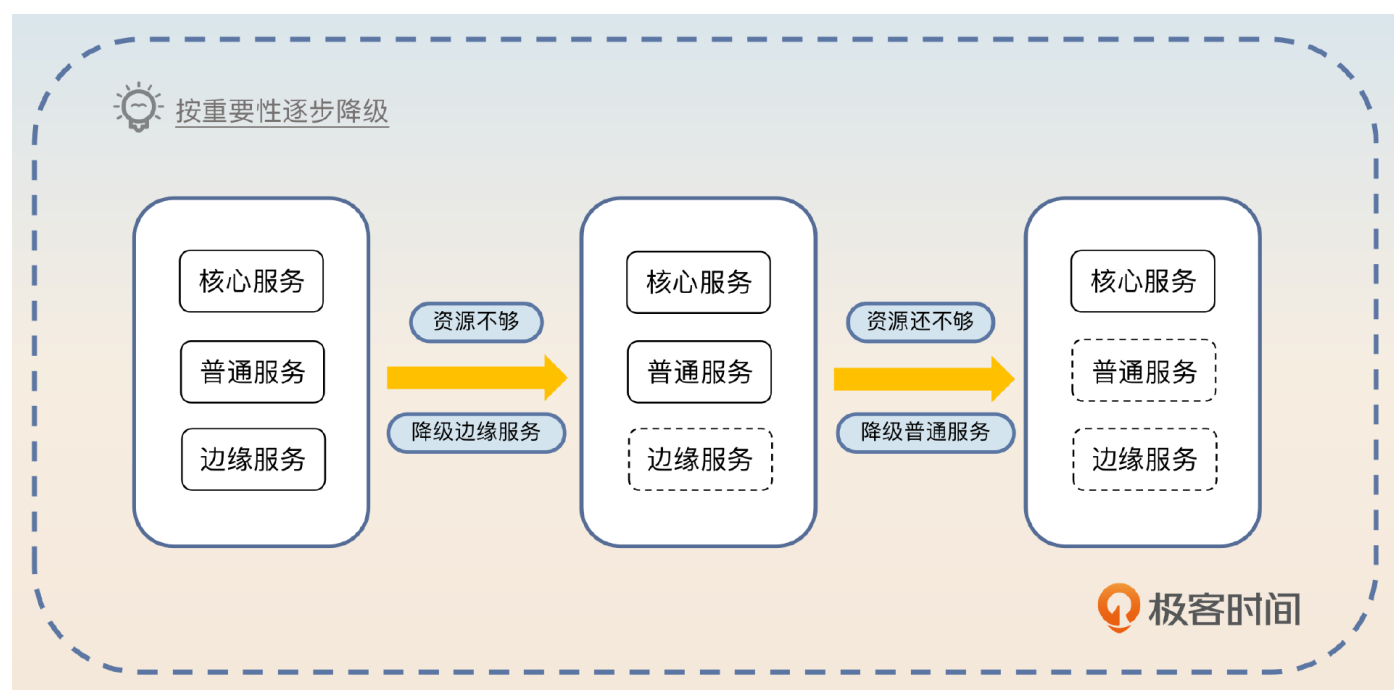 按重要性逐步降级
核心服务
普通服务
边缘服务
资源不够
降级边缘服务
核心服务
普通服务
边缘服务
资源还不够
降级普通服务
核心服务
普通服务
边缘服务
极客时间